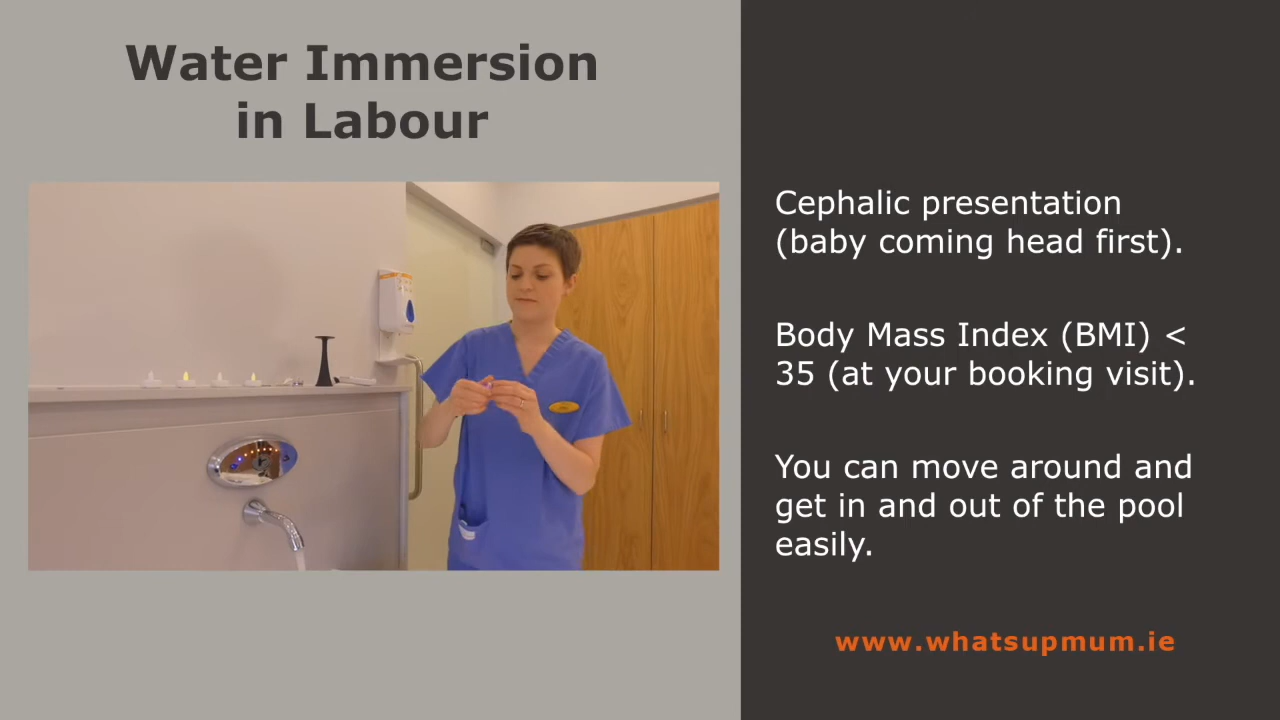 Water Immersion
in Labour
Cephalic presentation
(baby coming head first).
Body Mass Index (BMI) <
35 (at your booking visit).
You can move around and
get in and out of the pool
easily.
www.whatsupmum.ie